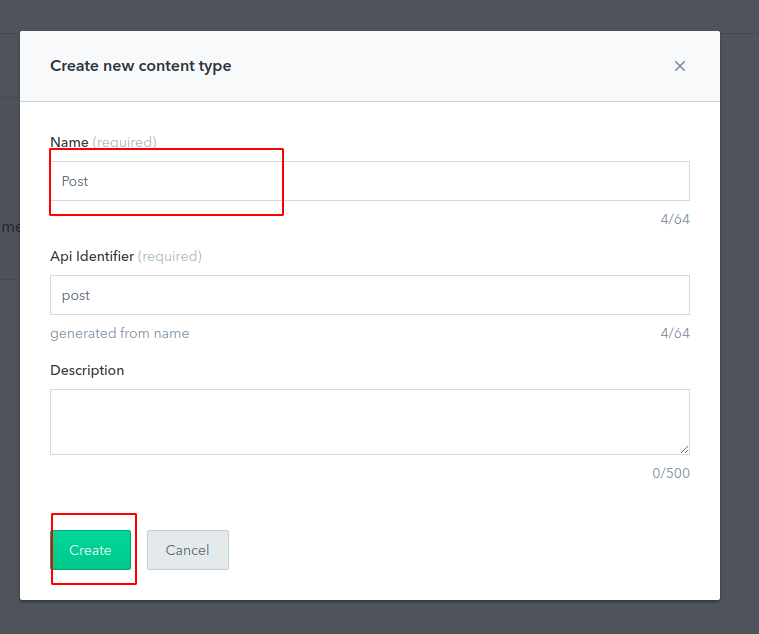 Create new content type
Name (required)
Post
4/64
me
Api Identifier (required)
post
generated from name 4/64
Description
0/500
Create Cancel